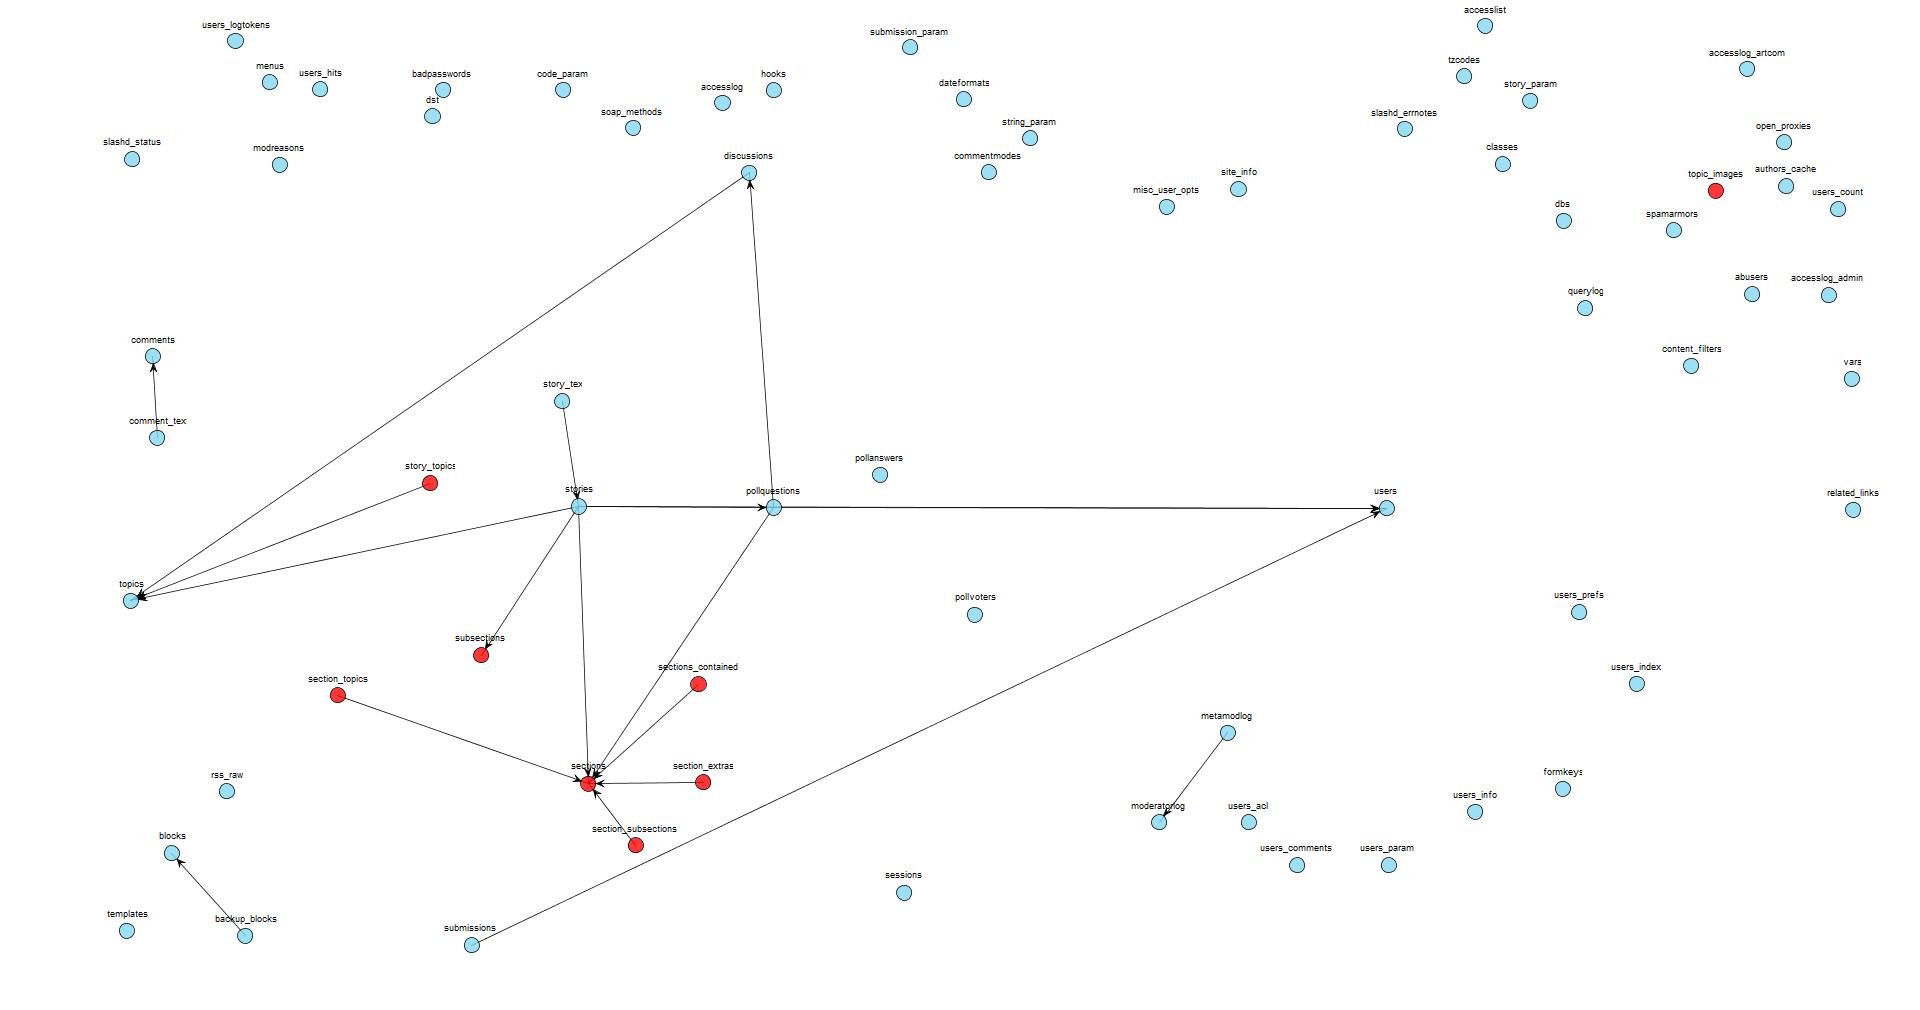 accesslist
users_logtokens
submission_param
accesslog_artcom
tzcodes
menus
users_hits
badpasswords
code_param
hooks
dateformats
story_param
accesslog
dst
soap_methods
slashd_errnotes
string_param
open_proxies
slashd_status
modreasons
classes
discussions
commentmodes
authors_cache
site_info
topic_images
misc_user_opts
users_count
dbs
spamarmors
abusers
accesslog_admin
querylog
comments
content_filters
vars
story_tex
comment_tex
pollanswers
story_topics
stories
pollquestions
users
related_links
topics
users_prefs
pollvoters
subsections
sections_contained
users_index
section_topics
metamodlog
sections
section_extras
formkeys
rss_raw
users_info
moderatorlog
users_acl
section_subsections
blocks
users_comments
users_param
sessions
templates
backup_blocks
submissions